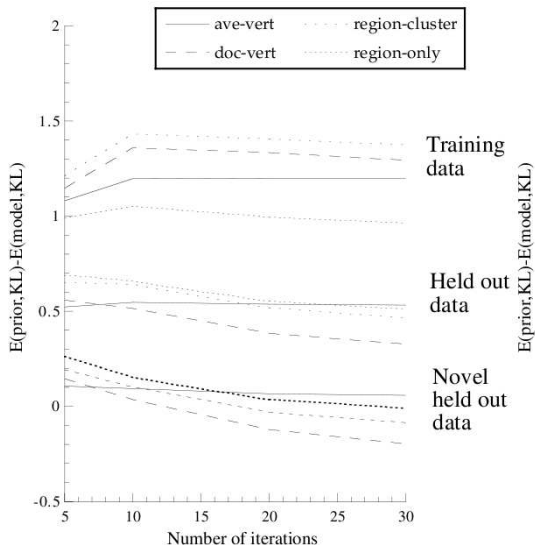 2
ave-vert region-cluster
doc-vert region-only
1.5
Training
data
1
Held out
data
0.5
Novel
held out
data
0
-0.5
5 10 15 20 25 30
Number of iterations
E(prior,KL)-E(model,KL)
E(prior,KL)-E(model,KL)